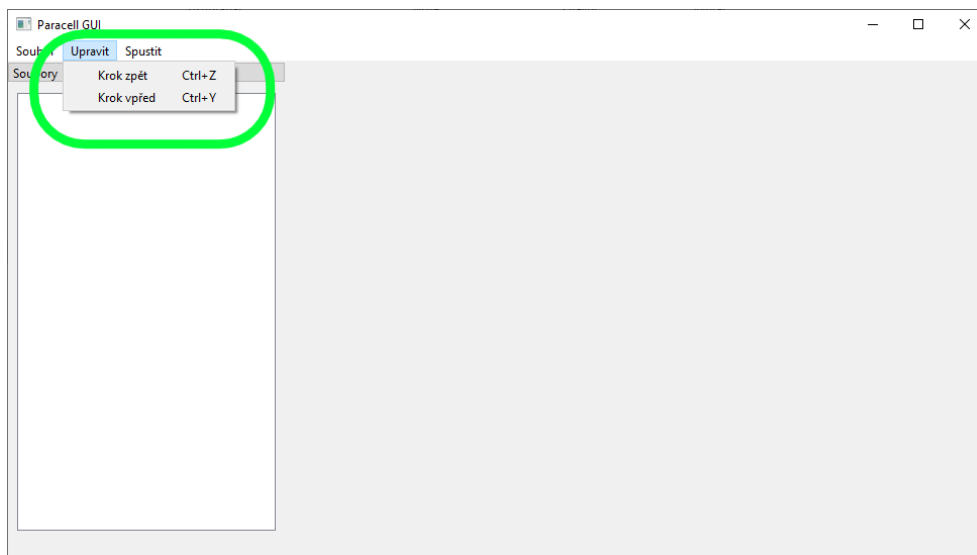 Paracell GUI
Upravit Spustit
Krok zpět Ctrl+Z
Krok vpřed Ctrl+Y